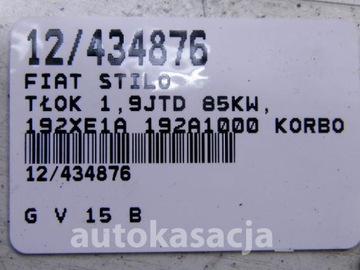 12/434876
FIAT STILO
TŁOK 1,9JTD 85KW,
192XE1A 192A1000 KORBO
12/434876
G V 15 B
autokasacja